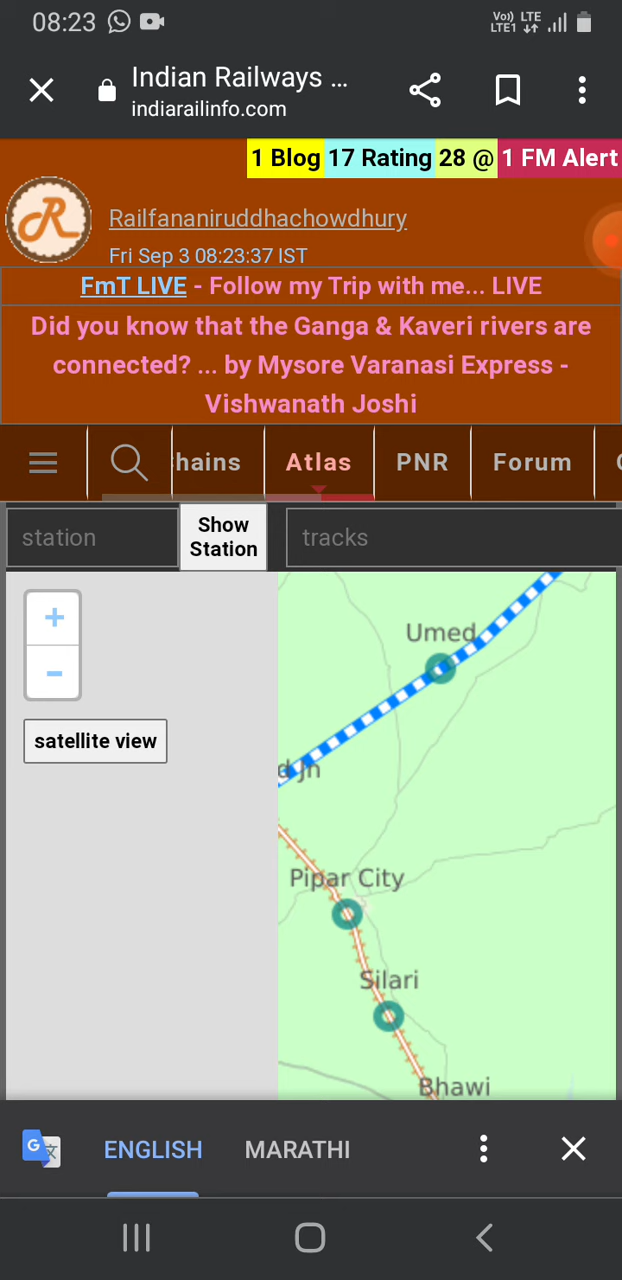 08:23
Vo)) LTE
LTE1
Indian Railways ...
indiarailinfo.com
1 Blog 17 Rating 28 @ 1 FM Alert
R
Railfananiruddhachowdhury
Fri Sep 3 08:23:37 IST
FmT LIVE - Follow my Trip with me... LIVE
Did you know that the Ganga & Kaveri rivers are
connected? ... by Mysore Varanasi Express -
Vishwanath Joshi
hains Atlas PNR Forum
station Show Station tracks
+
Umed
−
satellite view
d Jn
Pipar City
Silari
Bhawi
G 文 ENGLISH MARATHI